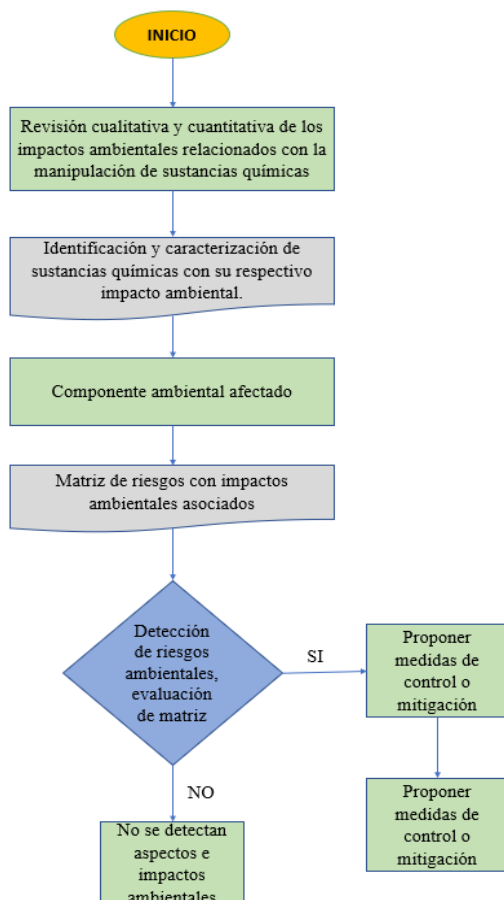 INICIO
Revisión cualitativa y cuantitativa de los
impactos ambientales relacionados con la
manipulación de sustancias químicas
Identificación y caracterización de
sustancias químicas con su respectivo
impacto ambiental.
Componente ambiental afectado
Matriz de riesgos con impactos
ambientales asociados
Detección
de riesgos
ambientales,
evaluación
de matriz
SI
Proponer
medidas de
control o
mitigación
NO
Proponer
medidas de
control o
mitigación
No se detectan
aspectos e
impactos
ambientales